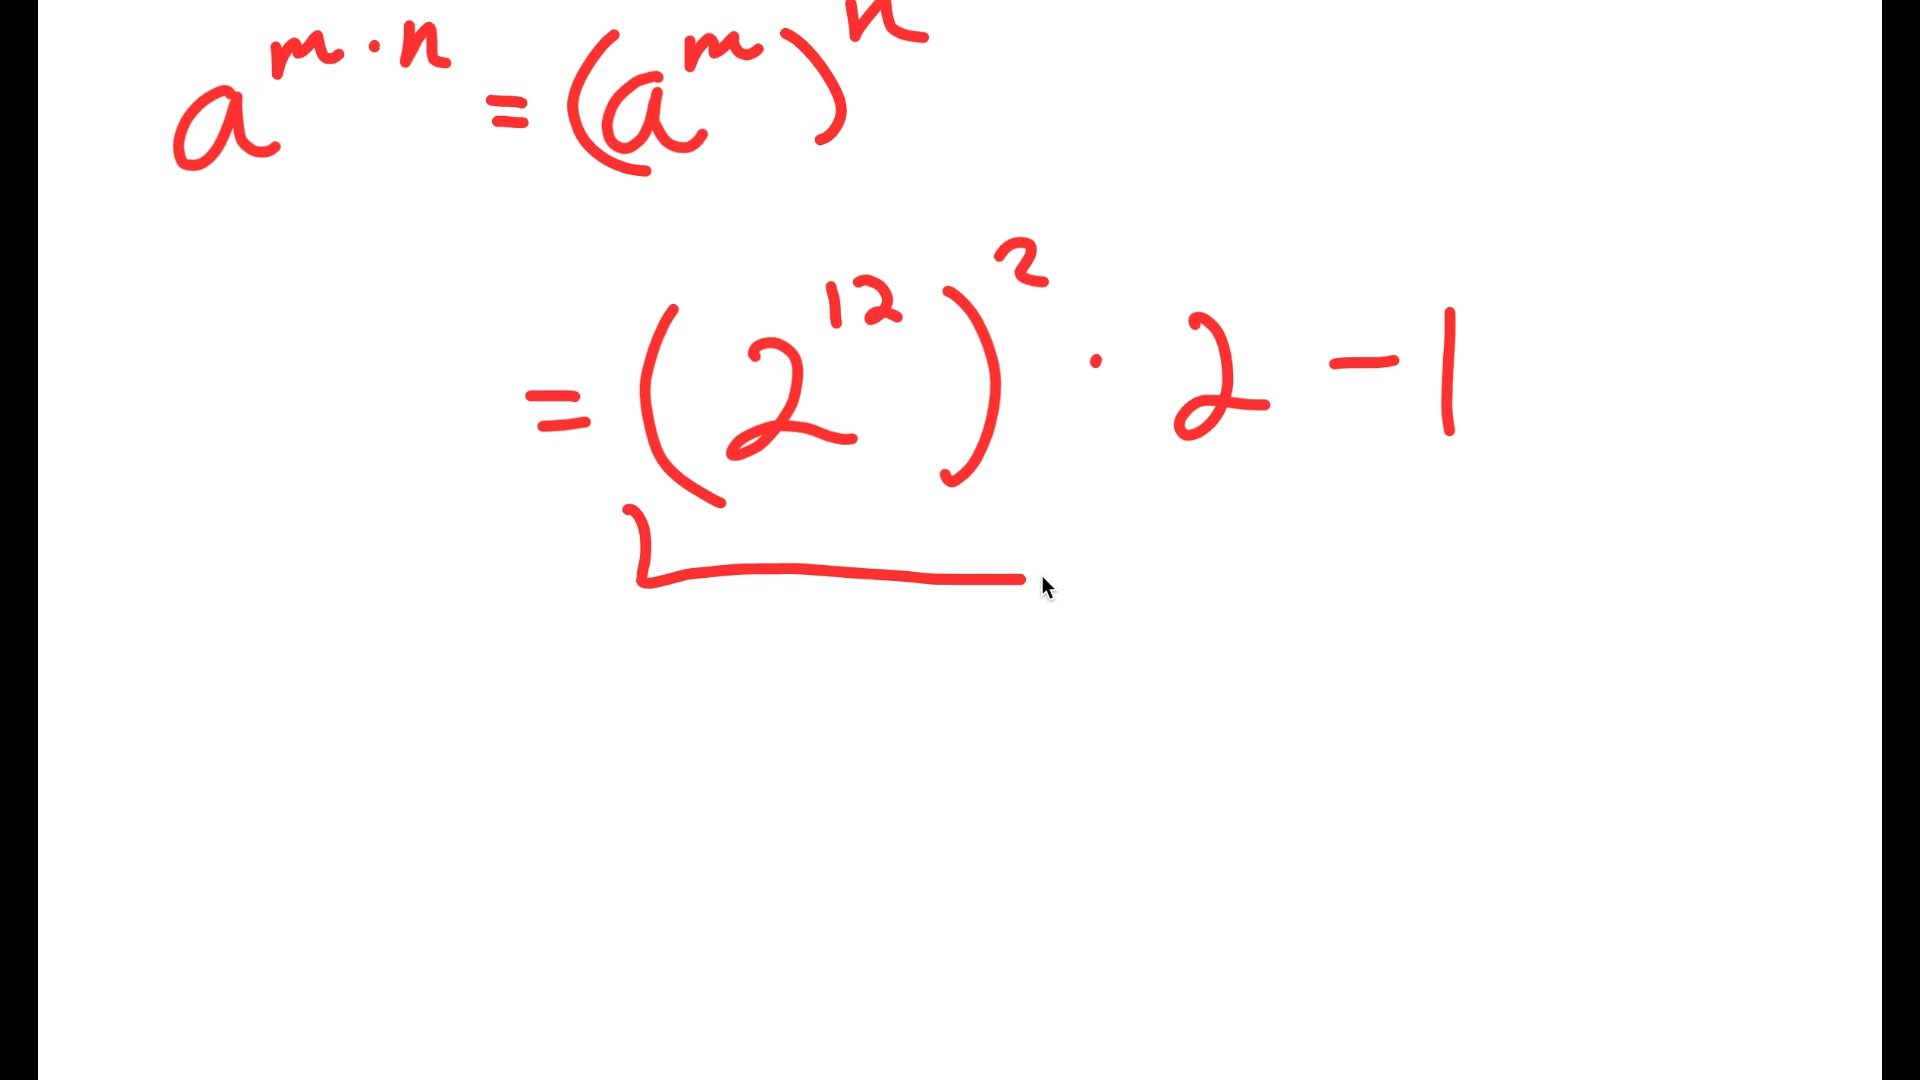 a^{m·n} = (a^m)^n
= (2^{12})^2 · 2 − 1